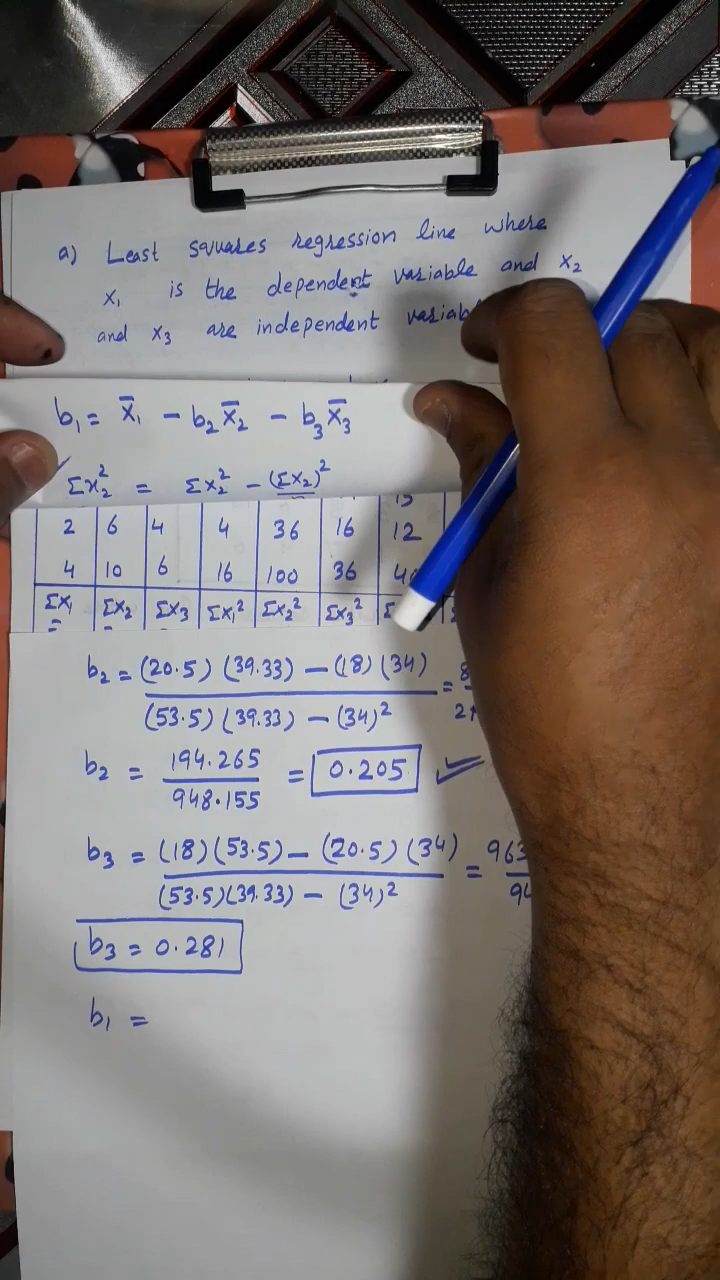 a) Least squares regression line where
x₁ is the dependent variable and x₂
and x₃ are independent
b₁ = x̄₁ - b₂x̄₂ - b₃x̄₃
Σx₂² = Σx₂² - (Σx₂)²
2 6 4 4 36 16 12
4 10 6 16 100 36
Σx₁ Σx₂ Σx₃ Σx₁² Σx₂² Σx₃²
b₂ = (20.5)(39.33) - (18)(34) =
(53.5)(39.33) - (34)²
b₂ = 194.265 = 0.205
948.155
b₃ = (18)(53.5) - (20.5)(34) = 963
(53.5)(39.33) - (34)²
b₃ = 0.281
b₁ =